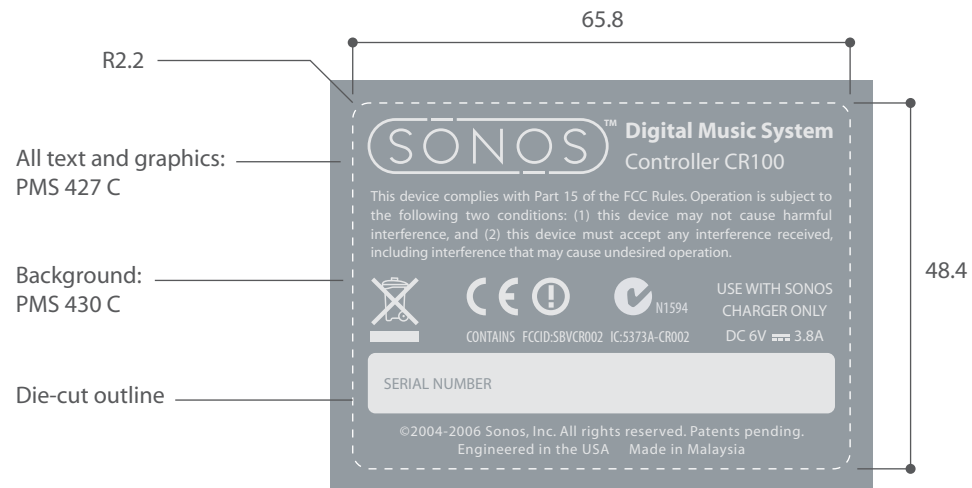 65.8
R2.2
SONOS™ Digital Music System
Controller CR100
All text and graphics:
PMS 427 C
This device complies with Part 15 of the FCC Rules. Operation is subject to
the following two conditions: (1) this device may not cause harmful
interference, and (2) this device must accept any interference received,
including interference that may cause undesired operation.
48.4
Background:
PMS 430 C
CE
N1594
USE WITH SONOS
CHARGER ONLY
CONTAINS FCCID:SBVCR002 IC:5373A-CR002
DC 6V 3.8A
Die-cut outline
SERIAL NUMBER
©2004-2006 Sonos, Inc. All rights reserved. Patents pending.
Engineered in the USA Made in Malaysia